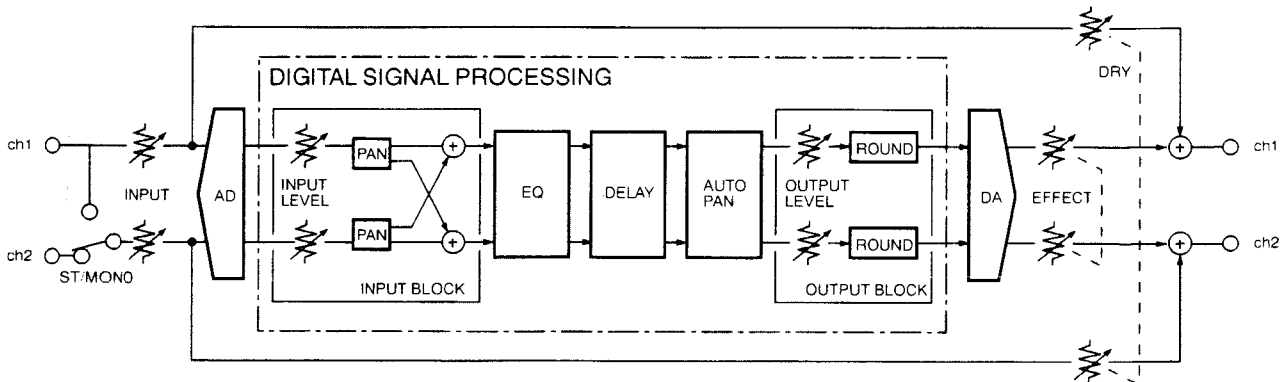 DRY
DIGITAL SIGNAL PROCESSING
ch1
INPUT
AD
INPUT
LEVEL
PAN
+
EQ
DELAY
AUTO
PAN
OUTPUT
LEVEL
ROUND
DA
EFFECT
+
ch1
ch2
ST/MONO
PAN
+
INPUT BLOCK
ROUND
OUTPUT BLOCK
+
ch2